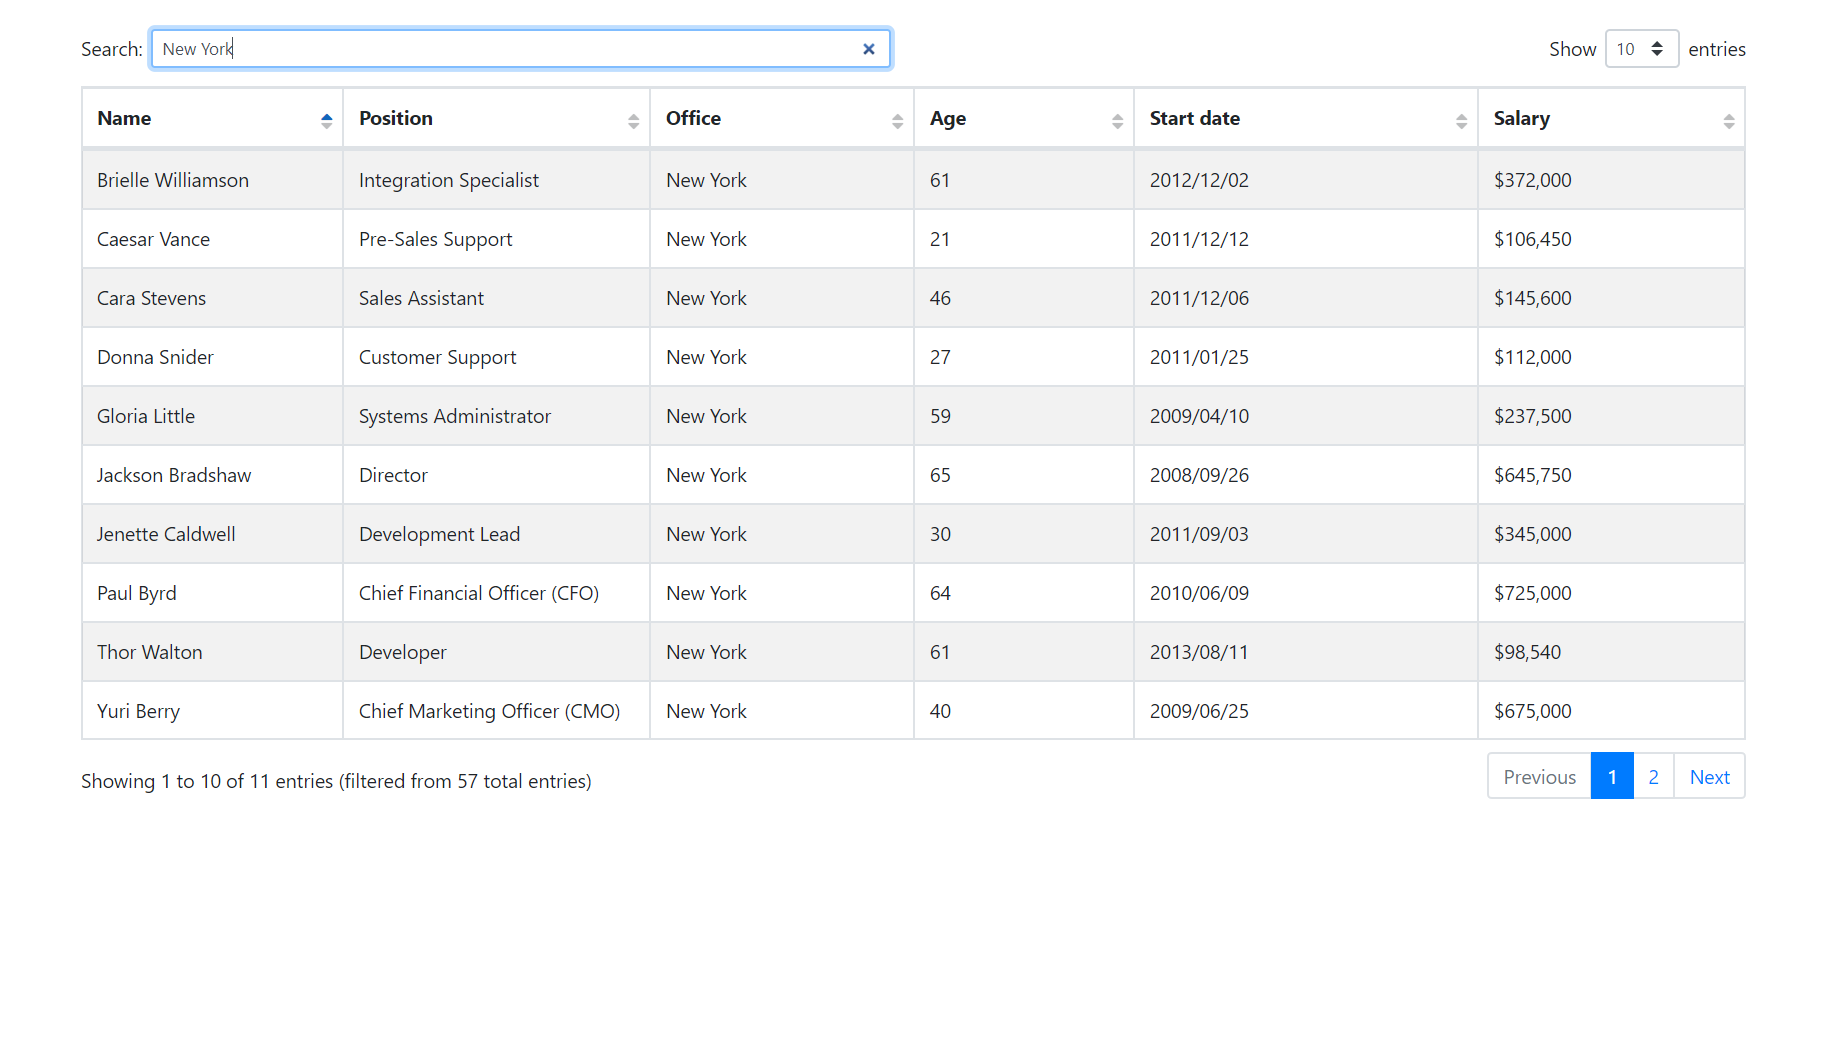 Search: New York Show 10 entries
Name Position Office Age Start date Salary
Brielle Williamson Integration Specialist New York 61 2012/12/02 $372,000
Caesar Vance Pre-Sales Support New York 21 2011/12/12 $106,450
Cara Stevens Sales Assistant New York 46 2011/12/06 $145,600
Donna Snider Customer Support New York 27 2011/01/25 $112,000
Gloria Little Systems Administrator New York 59 2009/04/10 $237,500
Jackson Bradshaw Director New York 65 2008/09/26 $645,750
Jenette Caldwell Development Lead New York 30 2011/09/03 $345,000
Paul Byrd Chief Financial Officer (CFO) New York 64 2010/06/09 $725,000
Thor Walton Developer New York 61 2013/08/11 $98,540
Yuri Berry Chief Marketing Officer (CMO) New York 40 2009/06/25 $675,000
Showing 1 to 10 of 11 entries (filtered from 57 total entries) Previous 1 2 Next